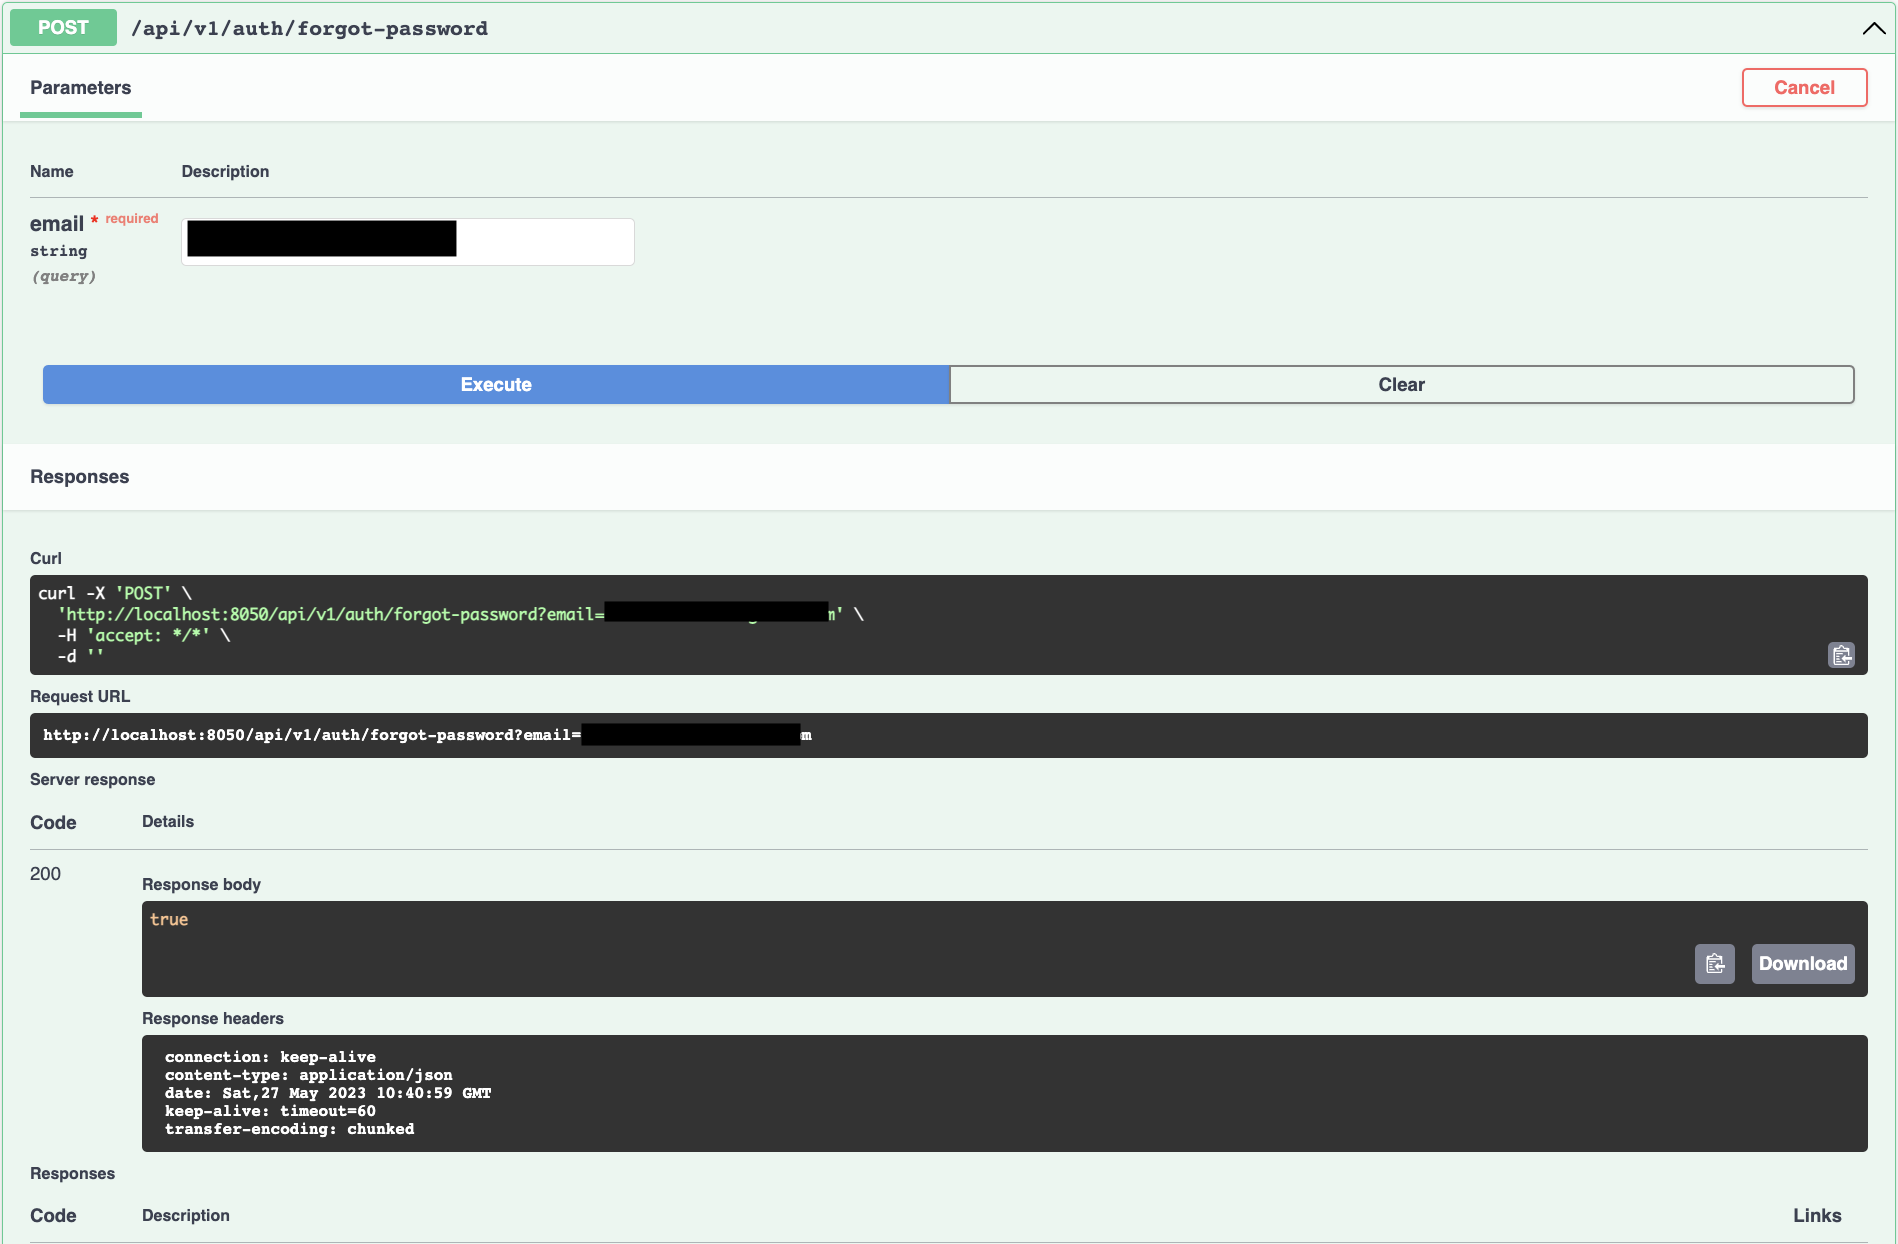 POST /api/v1/auth/forgot-password
Parameters
Cancel
Name Description
email * required
string
(query)
Execute Clear
Responses
Curl
curl -X 'POST' \
'http://localhost:8050/api/v1/auth/forgot-password?email= m' \
-H 'accept: */*' \
-d ''
Request URL
http://localhost:8050/api/v1/auth/forgot-password?email= m
Server response
Code Details
200
Response body
true
Download
Response headers
connection: keep-alive
content-type: application/json
date: Sat,27 May 2023 10:40:59 GMT
keep-alive: timeout=60
transfer-encoding: chunked
Responses
Code Description Links